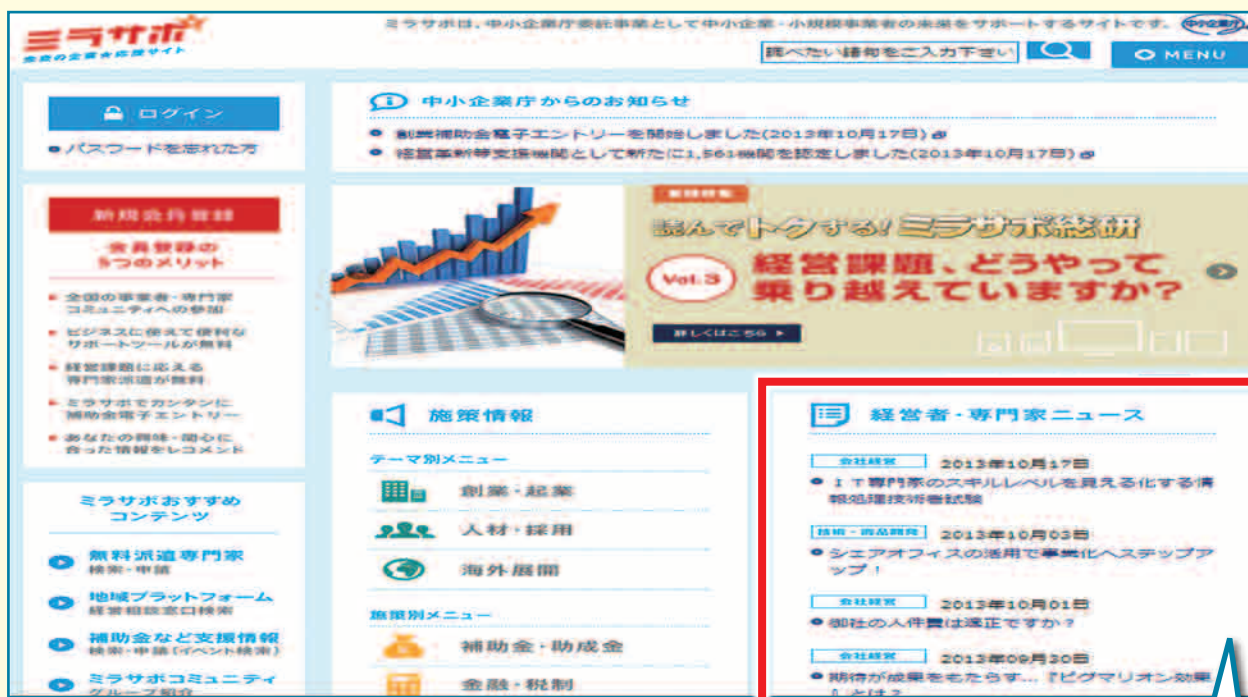 ミラサポ
未来の企業★応援サイト
ミラサポは、中小企業庁委託事業として中小企業・小規模事業者の未来をサポートするサイトです。
中小企業庁
調べたい語句をご入力下さい
MENU
ログイン
パスワードを忘れた方
新規会員登録
会員登録の
5つのメリット
全国の事業者・専門家
コミュニティへの参加
ビジネスに使えて便利な
サポートツールが無料
経営課題に応える
専門家派遣が無料
ミラサポでカンタンに
補助金電子エントリー
あなたの興味・関心に
合った情報をレコメンド
ミラサポおすすめ
コンテンツ
無料派遣専門家
検索・申請
地域プラットフォーム
経営相談窓口検索
補助金など支援情報
検索・申請(イベント検索)
ミラサポコミュニティ
グループ紹介
中小企業庁からのお知らせ
創業補助金電子エントリーを開始しました(2013年10月17日)
経営革新等支援機関として新たに1,561機関を認定しました(2013年10月17日)
読んでトクする!ミラサポ総研
Vol.3
経営課題、どうやって
乗り越えていますか?
詳しくはこちら
施策情報
テーマ別メニュー
創業・起業
人材・採用
海外展開
施策別メニュー
補助金・助成金
金融・税制
経営者・専門家ニュース
会社経営 2013年10月17日
IT専門家のスキルレベルを見える化する情
報処理技術者試験
技術・商品開発 2013年10月03日
シェアオフィスの活用で事業化へステップア
ップ!
会社経営 2013年10月01日
御社の人件費は適正ですか?
会社経営 2013年09月30日
期待が成果をもたらす…『ピグマリオン効果
』とは?